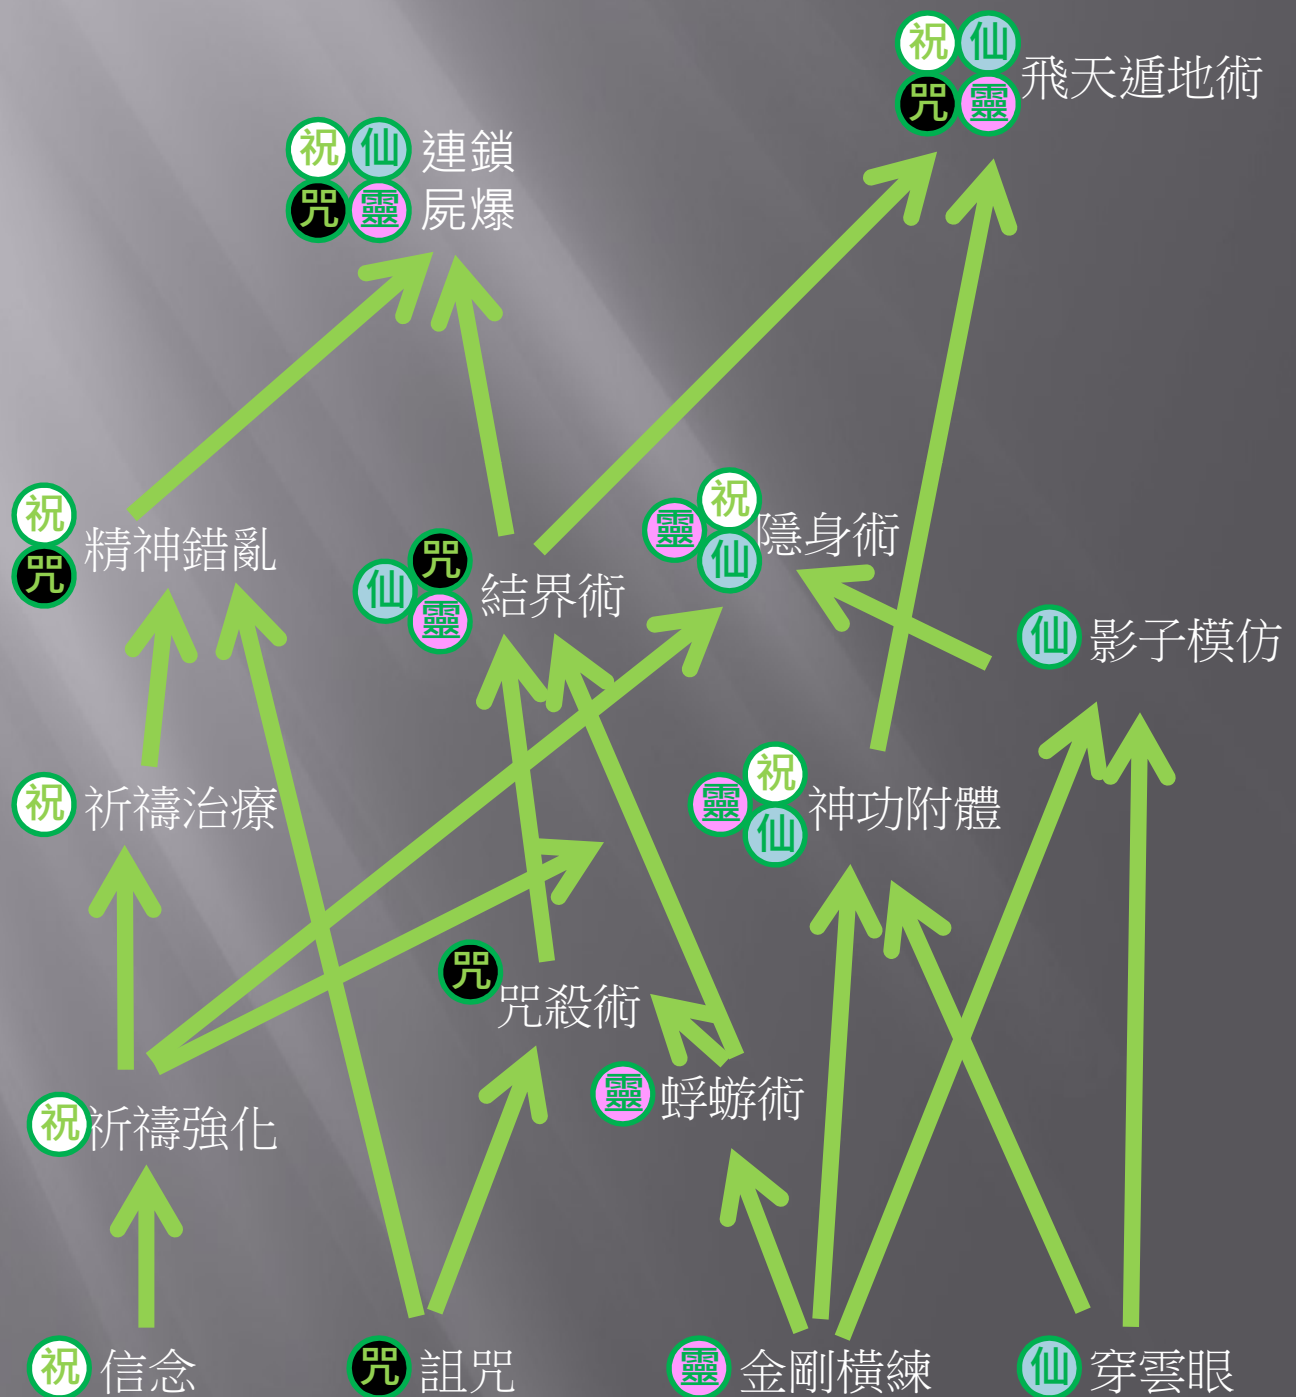 祝仙
咒靈
飛天遁地術
祝仙
咒靈
連鎖
屍爆
祝
咒
精神錯亂
仙
咒
靈
結界術
靈
祝
仙
隱身術
仙
影子模仿
祝
祈禱治療
靈
祝
仙
神功附體
咒
咒殺術
靈
蜉蝣術
祝
祈禱強化
祝
信念
咒
詛咒
靈
金剛橫練
仙
穿雲眼